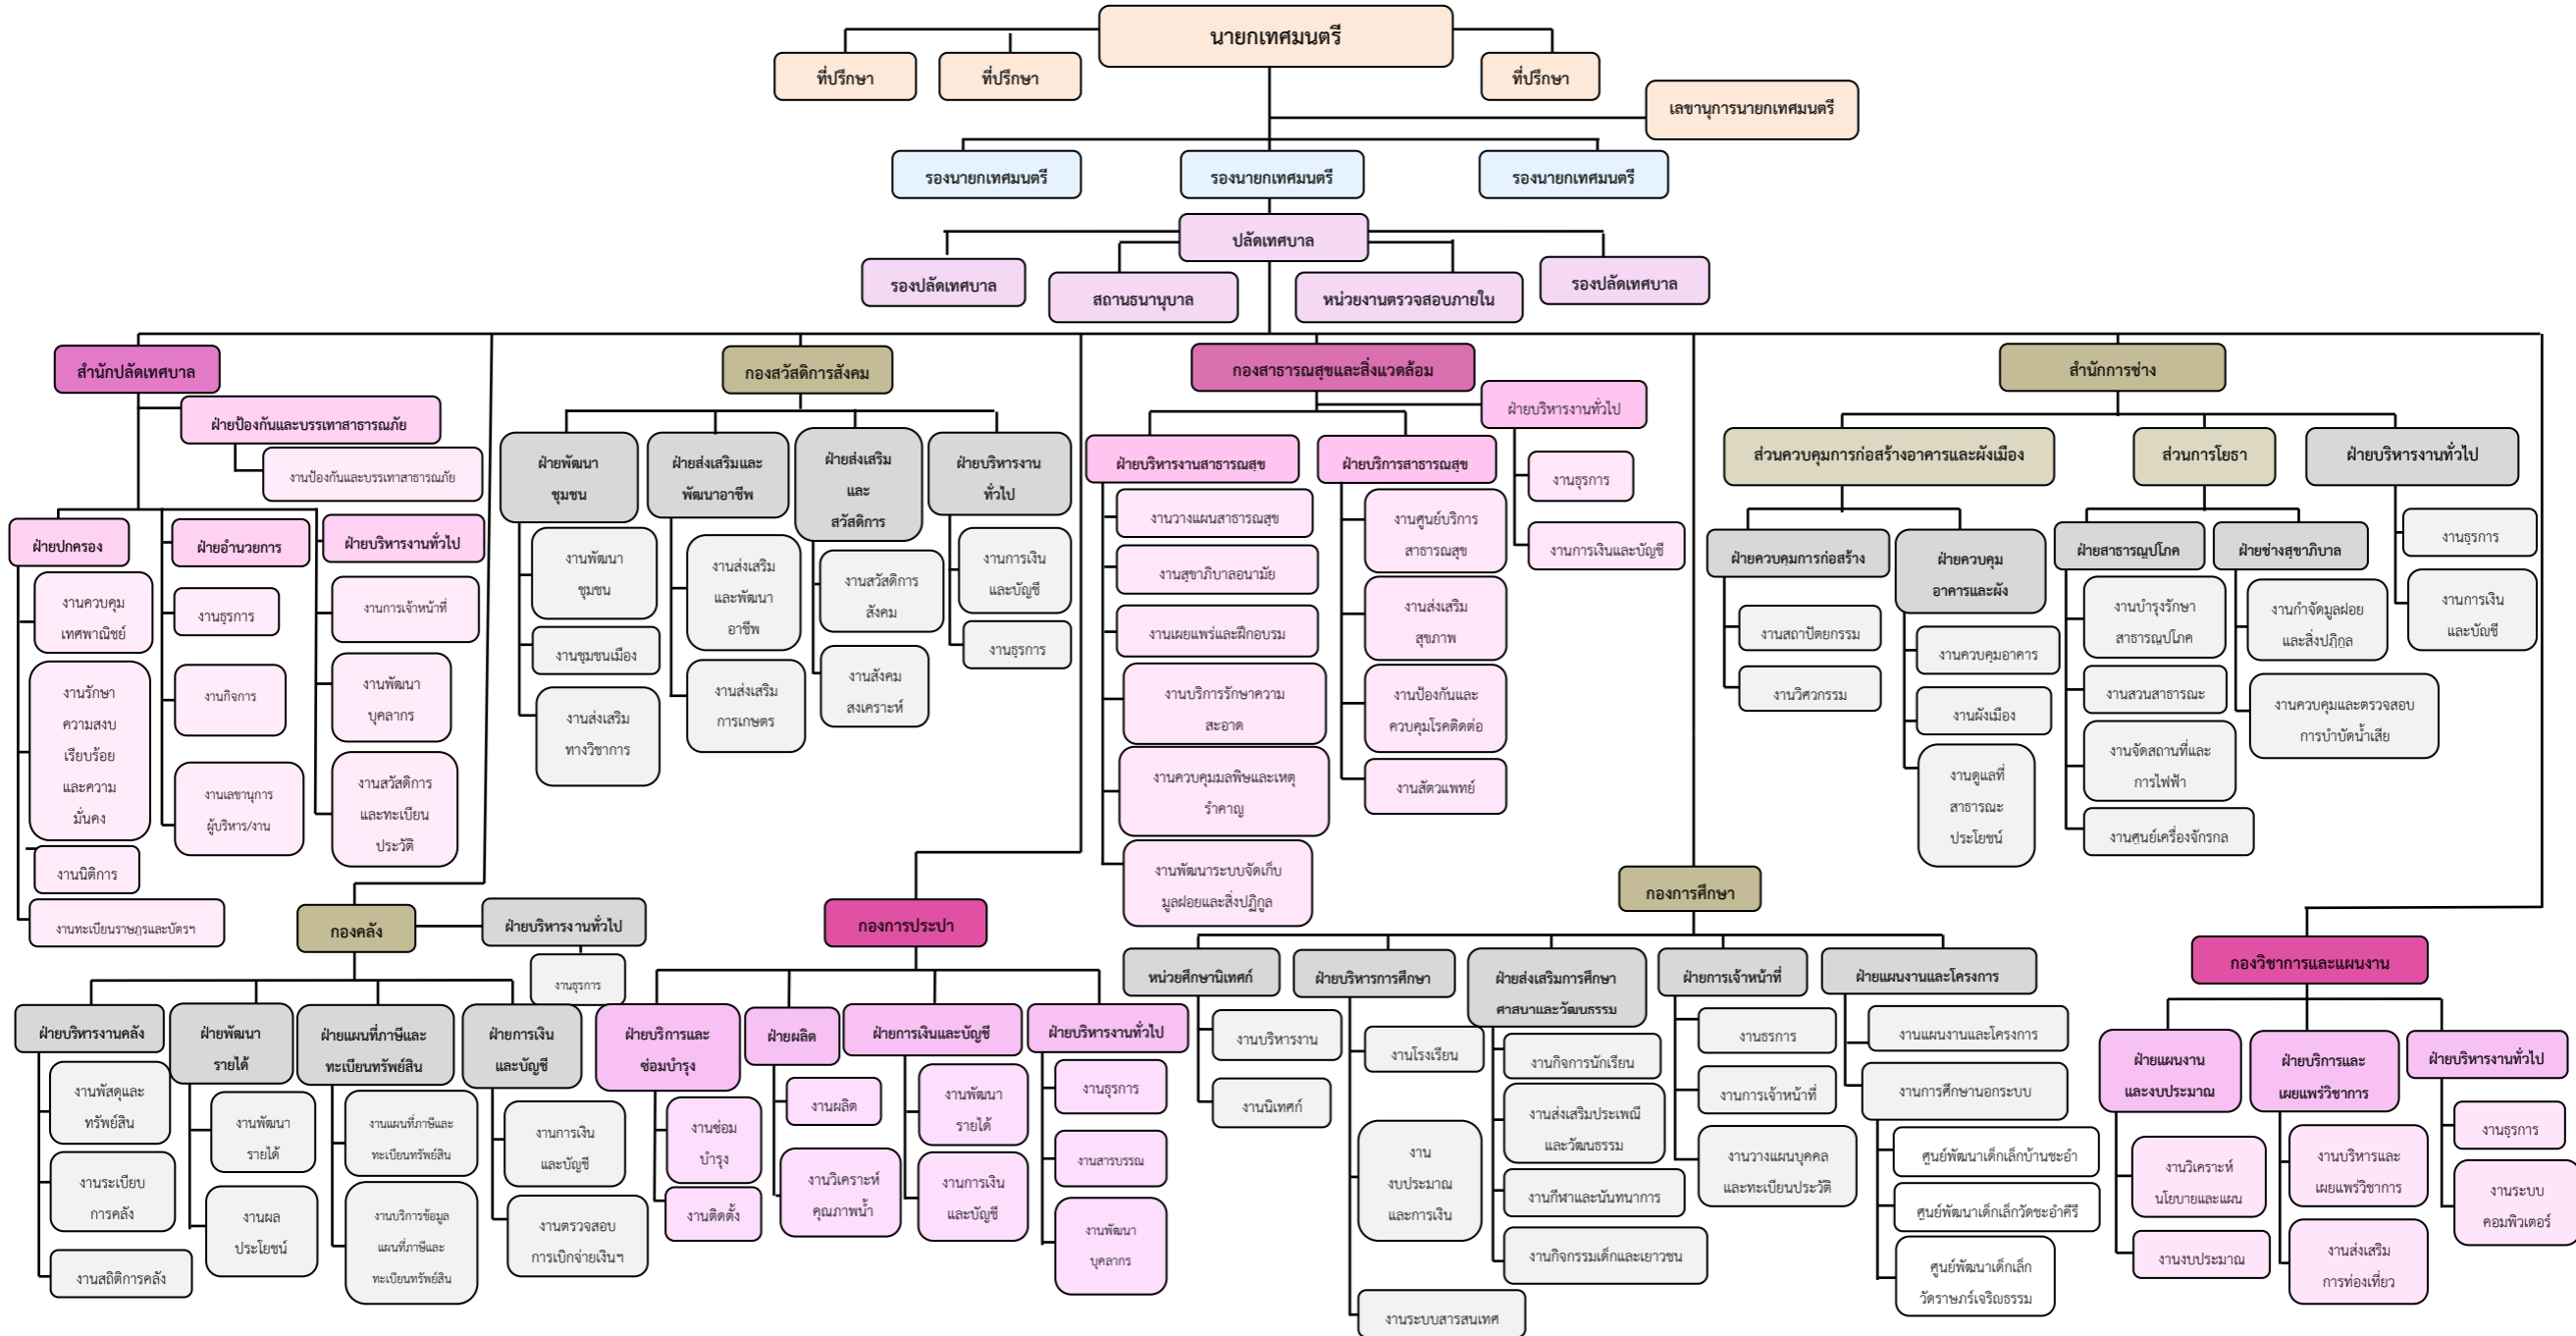 นายกเทศมนตรี
ที่ปรึกษา
ที่ปรึกษา
ที่ปรึกษา
เลขานุการนายกเทศมนตรี
รองนายกเทศมนตรี
รองนายกเทศมนตรี
รองนายกเทศมนตรี
ปลัดเทศบาล
รองปลัดเทศบาล
สถานธนานุบาล
หน่วยงานตรวจสอบภายใน
รองปลัดเทศบาล
สำนักปลัดเทศบาล
ฝ่ายป้องกันและบรรเทาสาธารณภัย
งานป้องกันและบรรเทาสาธารณภัย
ฝ่ายปกครอง
งานควบคุม
เทศพาณิชย์
งานรักษา
ความสงบ
เรียบร้อย
และความ
มั่นคง
งานนิติการ
งานทะเบียนราษฎรและบัตรฯ
ฝ่ายอำนวยการ
งานธุรการ
งานกิจการ
งานเลขานุการ
ผู้บริหาร/งาน
ฝ่ายบริหารงานทั่วไป
งานการเจ้าหน้าที่
งานพัฒนา
บุคลากร
งานสวัสดิการ
และทะเบียน
ประวัติ
กองสวัสดิการสังคม
ฝ่ายพัฒนา
ชุมชน
งานพัฒนา
ชุมชน
งานชุมชนเมือง
งานส่งเสริม
ทางวิชาการ
ฝ่ายส่งเสริมและ
พัฒนาอาชีพ
งานส่งเสริม
และพัฒนา
อาชีพ
งานส่งเสริม
การเกษตร
ฝ่ายส่งเสริม
และ
สวัสดิการ
งานสวัสดิการ
สังคม
งานสังคม
สงเคราะห์
ฝ่ายบริหารงาน
ทั่วไป
งานการเงิน
และบัญชี
งานธุรการ
กองสาธารณสุขและสิ่งแวดล้อม
ฝ่ายบริหารงานทั่วไป
งานธุรการ
งานการเงินและบัญชี
ฝ่ายบริหารงานสาธารณสุข
งานวางแผนสาธารณสุข
งานสุขาภิบาลอนามัย
งานเผยแพร่และฝึกอบรม
งานบริการรักษาความ
สะอาด
งานควบคุมมลพิษและเหตุ
รำคาญ
งานพัฒนาระบบจัดเก็บ
มูลฝอยและสิ่งปฏิกูล
ฝ่ายบริการสาธารณสุข
งานศูนย์บริการ
สาธารณสุข
งานส่งเสริม
สุขภาพ
งานป้องกันและ
ควบคุมโรคติดต่อ
งานสัตวแพทย์
สำนักการช่าง
ส่วนควบคุมการก่อสร้างอาคารและผังเมือง
ฝ่ายควบคุมการก่อสร้าง
งานสถาปัตยกรรม
งานวิศวกรรม
ฝ่ายควบคุม
อาคารและผัง
งานควบคุมอาคาร
งานผังเมือง
งานดูแลที่
สาธารณะ
ประโยชน์
ส่วนการโยธา
ฝ่ายสาธารณูปโภค
งานบำรุงรักษา
สาธารณูปโภค
งานสวนสาธารณะ
งานจัดสถานที่และ
การไฟฟ้า
งานศูนย์เครื่องจักรกล
ฝ่ายช่างสุขาภิบาล
งานกำจัดมูลฝอย
และสิ่งปฏิกูล
งานควบคุมและตรวจสอบ
การบำบัดน้ำเสีย
ฝ่ายบริหารงานทั่วไป
งานธุรการ
งานการเงิน
และบัญชี
กองคลัง
ฝ่ายบริหารงานทั่วไป
งานธุรการ
ฝ่ายบริหารงานคลัง
งานพัสดุและ
ทรัพย์สิน
งานระเบียบ
การคลัง
งานสถิติการคลัง
ฝ่ายพัฒนา
รายได้
งานพัฒนา
รายได้
งานผล
ประโยชน์
ฝ่ายแผนที่ภาษีและ
ทะเบียนทรัพย์สิน
งานแผนที่ภาษีและ
ทะเบียนทรัพย์สิน
งานบริการข้อมูล
แผนที่ภาษีและ
ทะเบียนทรัพย์สิน
ฝ่ายการเงิน
และบัญชี
งานการเงิน
และบัญชี
งานตรวจสอบ
การเบิกจ่ายเงินฯ
กองการประปา
ฝ่ายบริการและ
ซ่อมบำรุง
งานซ่อม
บำรุง
งานติดตั้ง
ฝ่ายผลิต
งานผลิต
งานวิเคราะห์
คุณภาพน้ำ
ฝ่ายการเงินและบัญชี
งานพัฒนา
รายได้
งานการเงิน
และบัญชี
ฝ่ายบริหารงานทั่วไป
งานธุรการ
งานสารบรรณ
งานพัฒนา
บุคลากร
กองการศึกษา
หน่วยศึกษานิเทศก์
งานบริหารงาน
งานนิเทศก์
ฝ่ายบริหารการศึกษา
งานโรงเรียน
งาน
งบประมาณ
และการเงิน
งานระบบสารสนเทศ
ฝ่ายส่งเสริมการศึกษา
ศาสนาและวัฒนธรรม
งานกิจการนักเรียน
งานส่งเสริมประเพณี
และวัฒนธรรม
งานกีฬาและนันทนาการ
งานกิจกรรมเด็กและเยาวชน
ฝ่ายการเจ้าหน้าที่
งานธุรการ
งานการเจ้าหน้าที่
งานวางแผนบุคคล
และทะเบียนประวัติ
ฝ่ายแผนงานและโครงการ
งานแผนงานและโครงการ
งานการศึกษานอกระบบ
ศูนย์พัฒนาเด็กเล็กบ้านชะอำ
ศูนย์พัฒนาเด็กเล็กวัดชะอำคีรี
ศูนย์พัฒนาเด็กเล็ก
วัดราษฎร์เจริญธรรม
กองวิชาการและแผนงาน
ฝ่ายแผนงาน
และงบประมาณ
งานวิเคราะห์
นโยบายและแผน
งานงบประมาณ
ฝ่ายบริการและ
เผยแพร่วิชาการ
งานบริหารและ
เผยแพร่วิชาการ
งานส่งเสริม
การท่องเที่ยว
ฝ่ายบริหารงานทั่วไป
งานธุรการ
งานระบบ
คอมพิวเตอร์